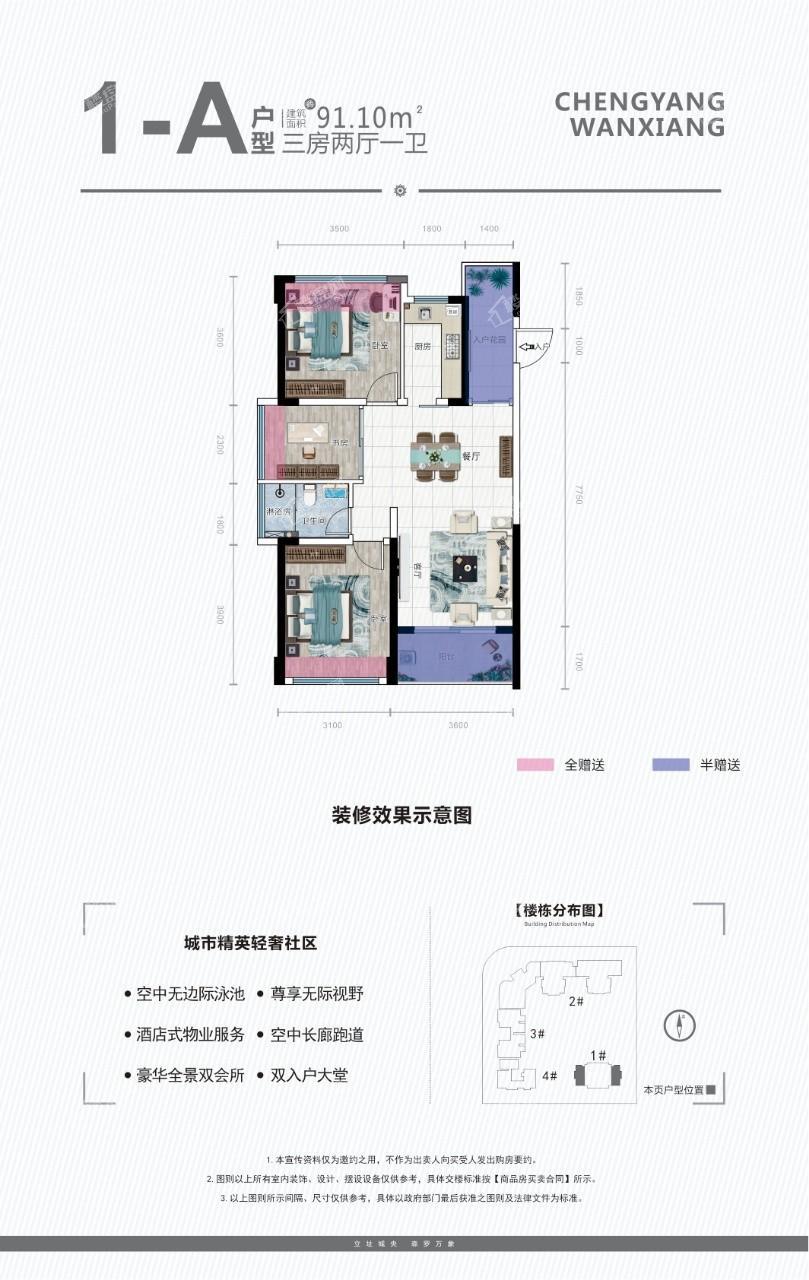 1-A户型
建筑面积约91.10m²
三房两厅一卫
CHENGYANG
WANXIANG
3500 1800 1400
3600
2300
1800
3900
1850
1000
7750
1700
卧室
厨房
入户花园
入户
书房
餐厅
淋浴房
卫生间
客厅
卧室
阳台
3100 3600
全赠送 半赠送
装修效果示意图
城市精英轻奢社区
• 空中无边际泳池 • 尊享无际视野
• 酒店式物业服务 • 空中长廊跑道
• 豪华全景双会所 • 双入户大堂
【楼栋分布图】
Building Distribution Map
2#
3#
1#
4#
本页户型位置
1. 本宣传资料仅为邀约之用，不作为出卖人向买受人发出购房要约。
2. 图则以上所有室内装饰、设计、摆设设备仅供参考，具体交楼标准按【商品房买卖合同】所示。
3. 以上图则所示间隔、尺寸仅供参考，具体以政府部门最后获准之图则及法律文件为标准。
立址城央 森罗万象